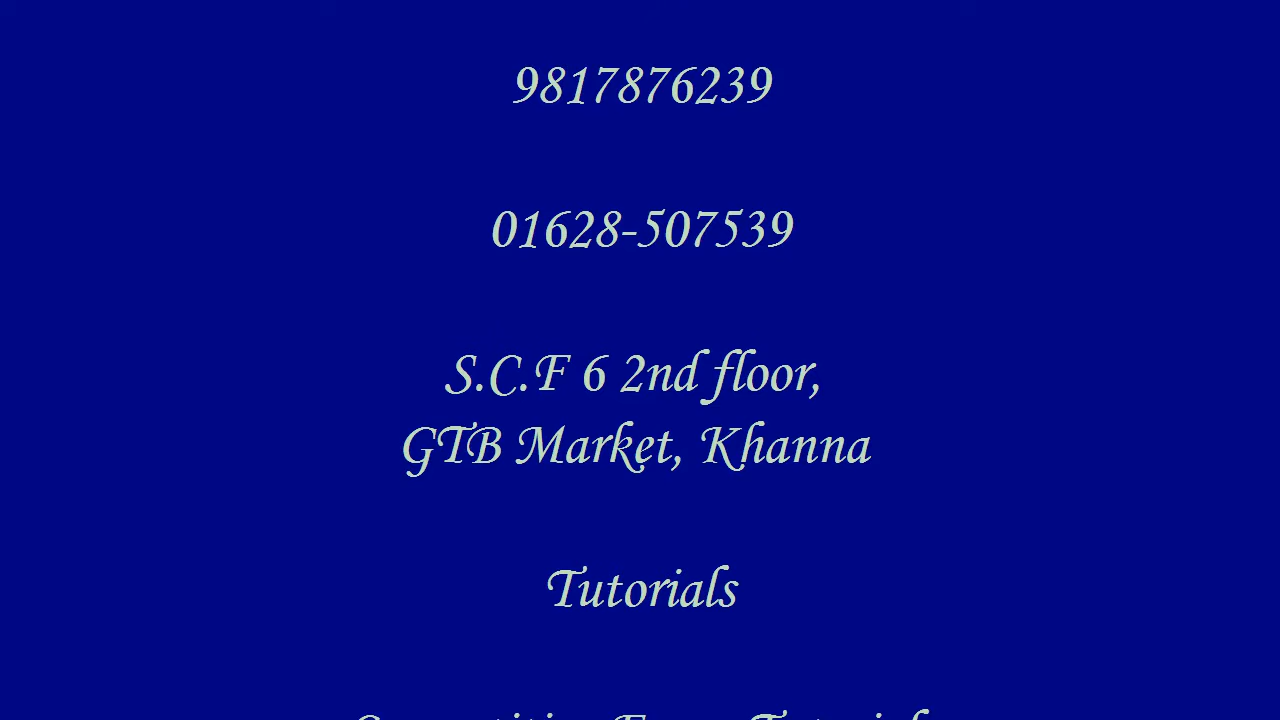 9817876239
01628-507539
S.C.F 6 2nd floor,
GTB Market, Khanna
Tutorials